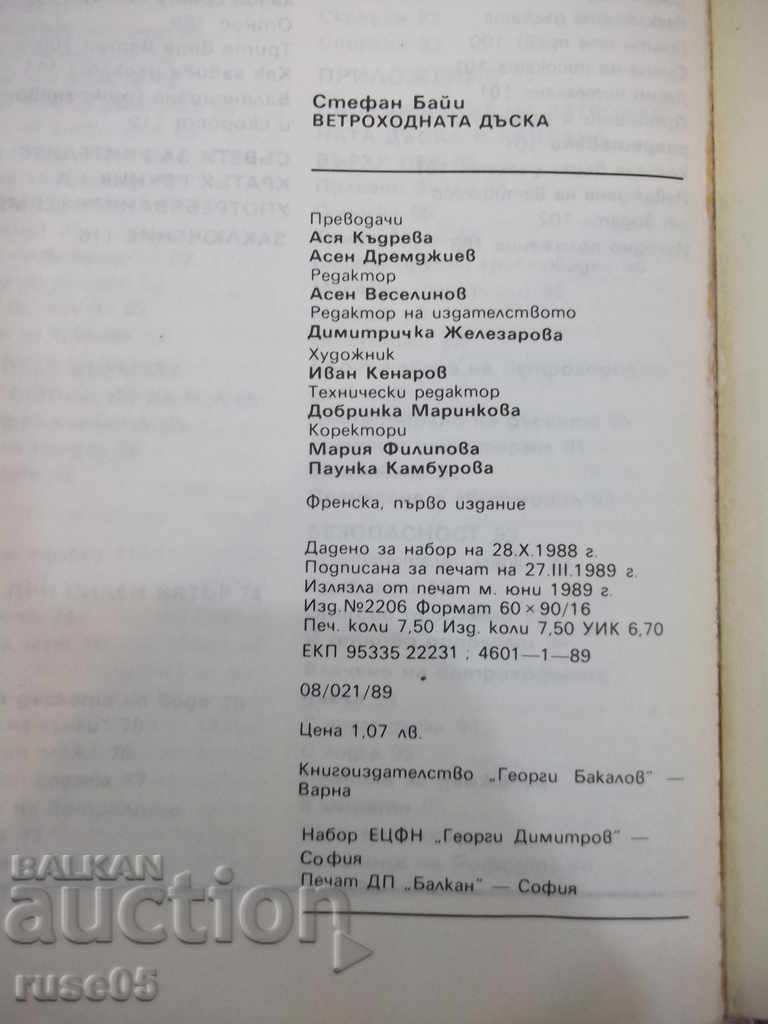 Стефан Байи
ВЕТРОХОДНАТА ДЪСКА
Преводачи
Ася Къдрева
Асен Дремджиев
Редактор
Асен Веселинов
Редактор на издателството
Димитричка Железарова
Художник
Иван Кенаров
Технически редактор
Добринка Маринкова
Коректори
Мария Филипова
Паунка Камбурова
Френска, първо издание
Дадено за набор на 28.X.1988 г.
Подписана за печат на 27.III.1989 г.
Излязла от печат м. юни 1989 г.
Изд. №2206 Формат 60 × 90/16
Печ. коли 7,50 Изд. коли 7,50 УИК 6,70
ЕКП 95335 22231 ; 4601—1—89
08/021/89
Цена 1,07 лв.
Книгоиздателство „Георги Бакалов" —
Варна
Набор ЕЦФН „Георги Димитров" —
София
Печат ДП „Балкан" — София
BALKAN
auction
ruse05